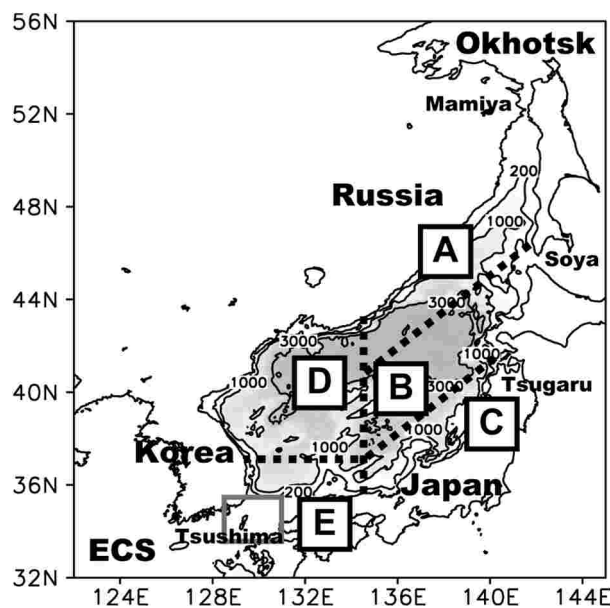 56N
Okhotsk
Mamiya
52N
200
Russia
48N
1000
A
Soya
44N
3000
3000
1000
1000
D
B
Tsugaru
40N
3000
C
1000
000
Korea
Japan
36N
200
E
Tsushima
ECS
32N
124E 128E 132E 136E 140E 144E